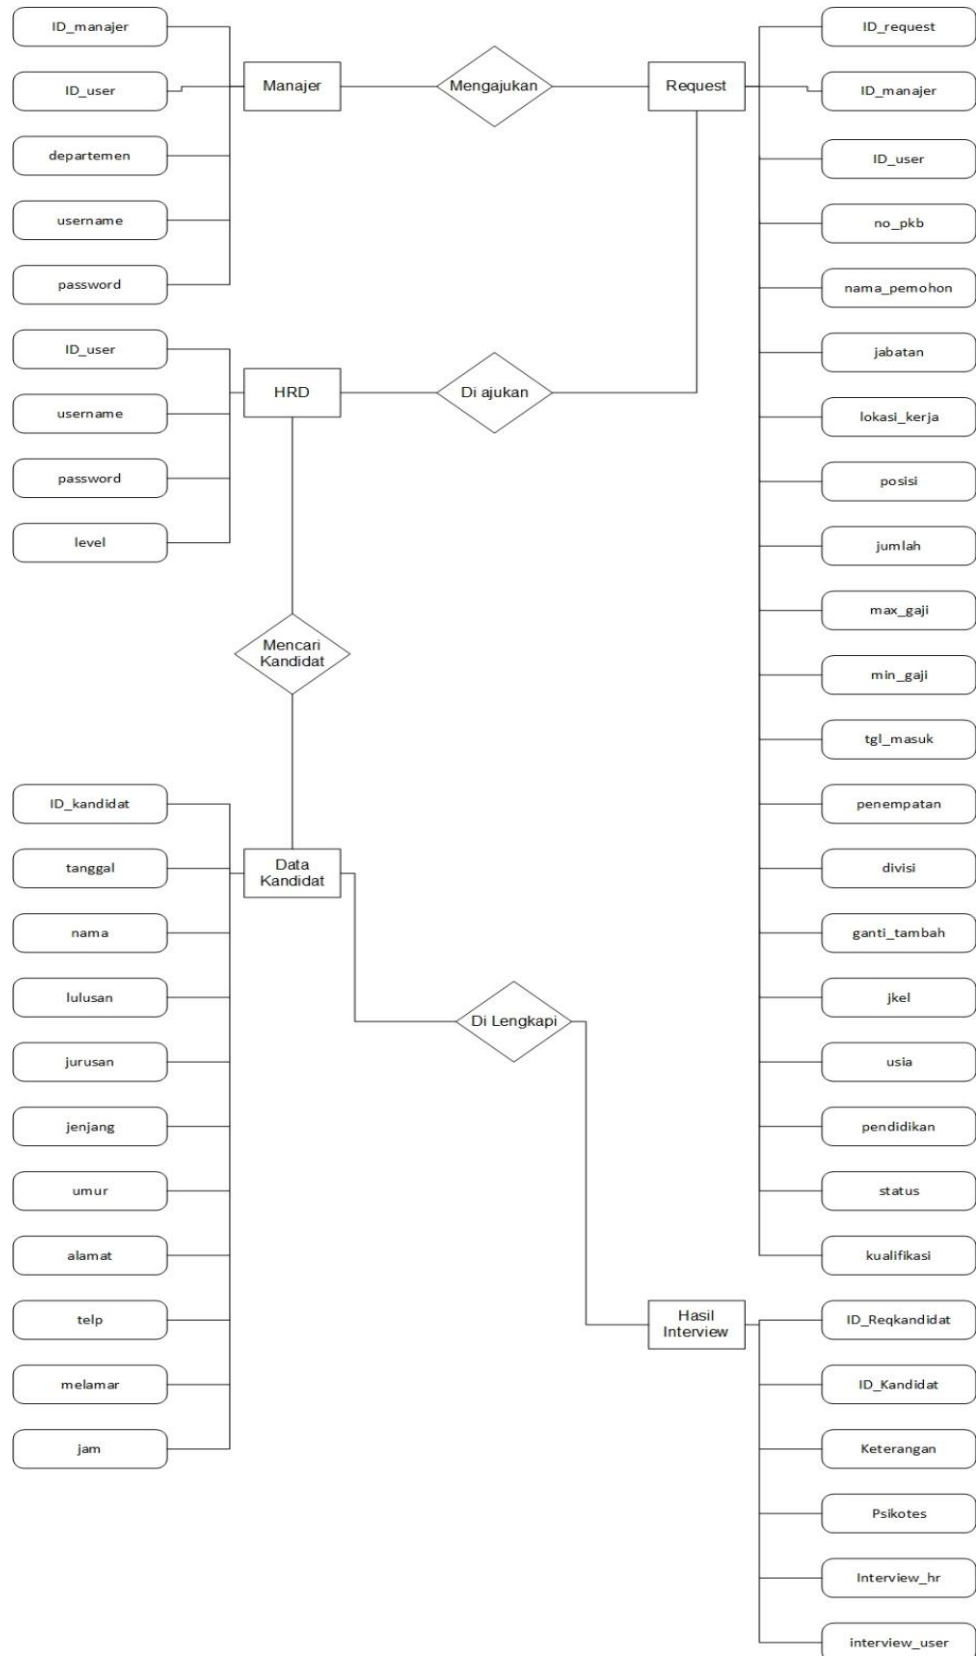 ID_manajer
ID_user
departemen
username
password
Manajer
Mengajukan
Request
ID_request
ID_manajer
ID_user
no_pkb
nama_pemohon
jabatan
lokasi_kerja
posisi
jumlah
max_gaji
min_gaji
tgl_masuk
penempatan
divisi
ganti_tambah
jkel
usia
pendidikan
status
kualifikasi
ID_user
username
password
level
HRD
Di ajukan
Mencari
Kandidat
ID_kandidat
tanggal
nama
lulusan
jurusan
jenjang
umur
alamat
telp
melamar
jam
Data
Kandidat
Di Lengkapi
Hasil
Interview
ID_Reqkandidat
ID_Kandidat
Keterangan
Psikotes
Interview_hr
interview_user